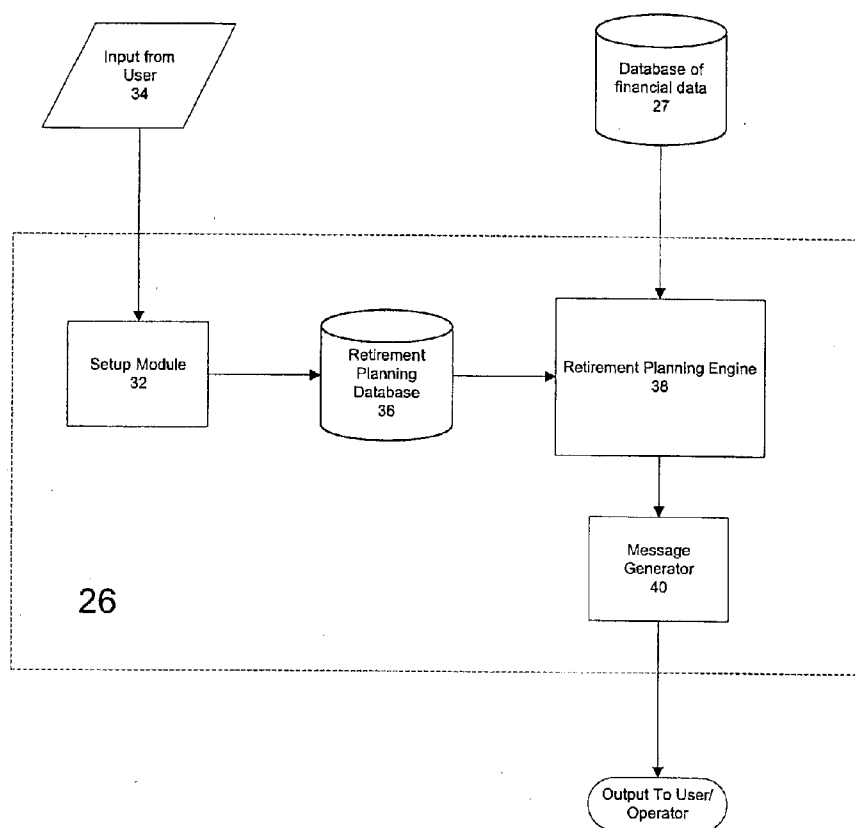 Input from
User
34
Database of
financial data
27
Setup Module
32
Retirement
Planning
Database
36
Retirement Planning Engine
38
Message
Generator
40
26
Output To User/
Operator